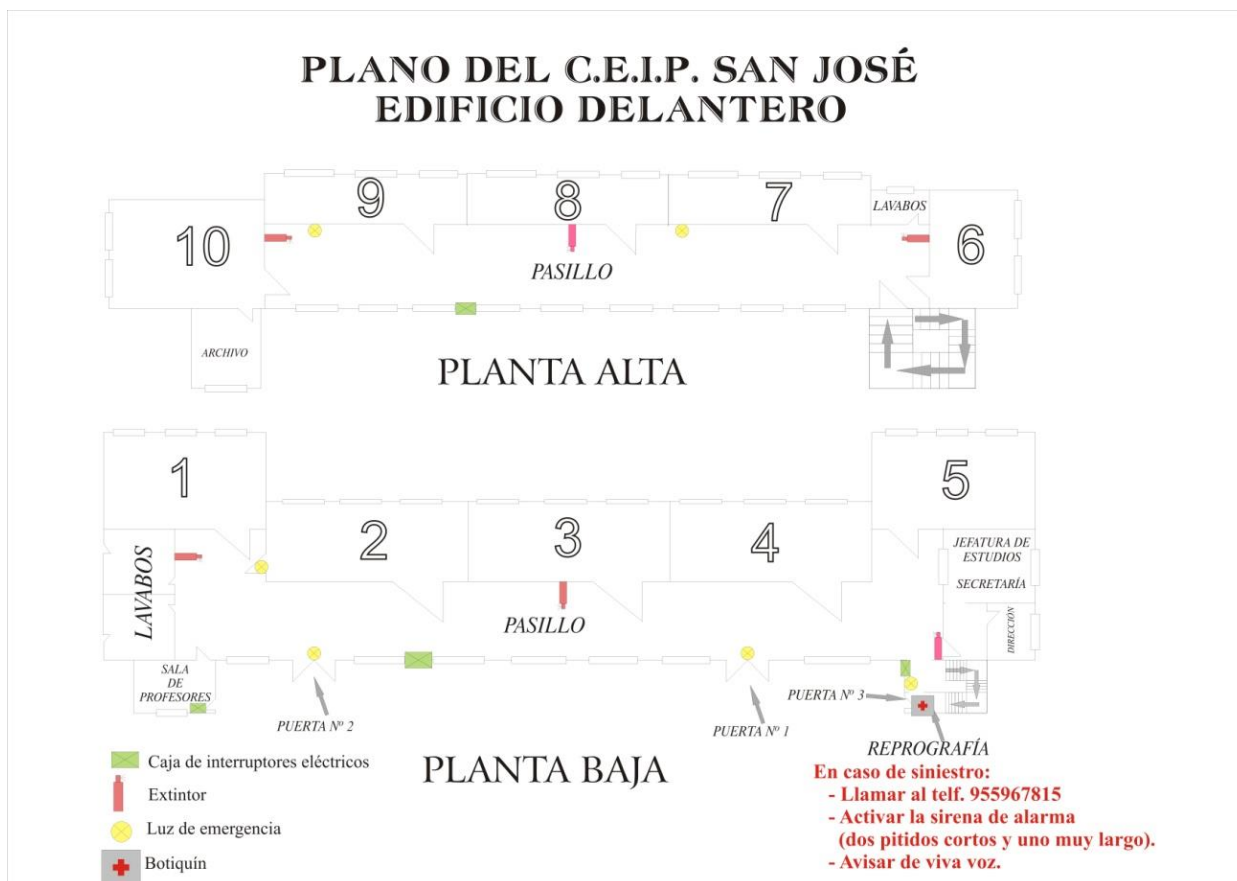 PLANO DEL C.E.I.P. SAN JOSÉ
EDIFICIO DELANTERO
9
8
7
LAVABOS
10
6
PASILLO
ARCHIVO
PLANTA ALTA
1
5
2
3
4
LAVABOS
JEFATURA DE
ESTUDIOS
SECRETARÍA
DIRECCIÓN
PASILLO
SALA
DE
PROFESORES
PUERTA Nº 2
PUERTA Nº 1
PUERTA Nº 3
REPROGRAFÍA
PLANTA BAJA
Caja de interruptores eléctricos
Extintor
Luz de emergencia
Botiquín
En caso de siniestro:
- Llamar al telf. 955967815
- Activar la sirena de alarma
(dos pitidos cortos y uno muy largo).
- Avisar de viva voz.